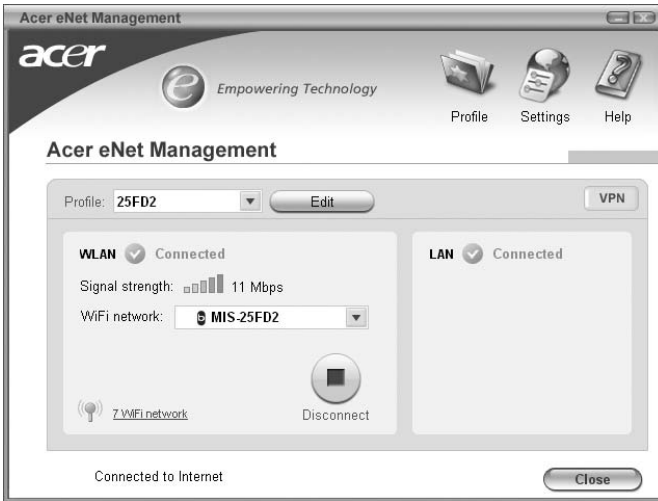 Acer eNet Management
acer
e Empowering Technology
Profile Settings Help
Acer eNet Management
Profile: 25FD2 Edit VPN
WLAN Connected
Signal strength: 11 Mbps
WiFi network: MIS-25FD2
7 WiFi network
Disconnect
LAN Connected
Connected to Internet
Close